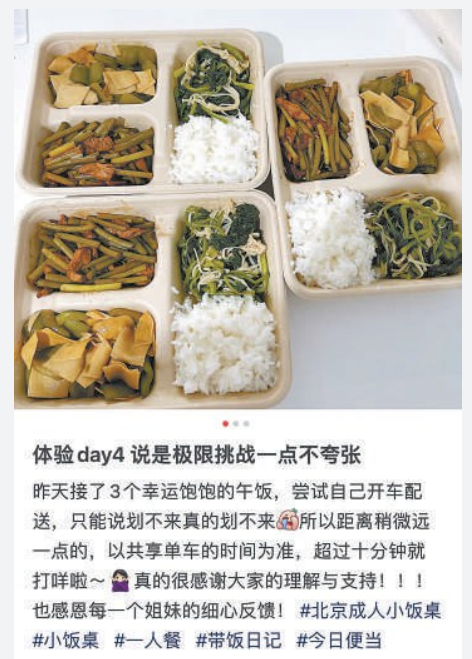 体验day4 说是极限挑战一点不夸张
昨天接了3个幸运饱饱的午饭，尝试自己开车配
送，只能说划不来真的划不来所以距离稍微远
一点的，以共享单车的时间为准，超过十分钟就
打咩啦～ 真的很感谢大家的理解与支持！！！
也感恩每一个姐妹的细心反馈！ #北京成人小饭桌
#小饭桌 #一人餐 #带饭日记 #今日便当